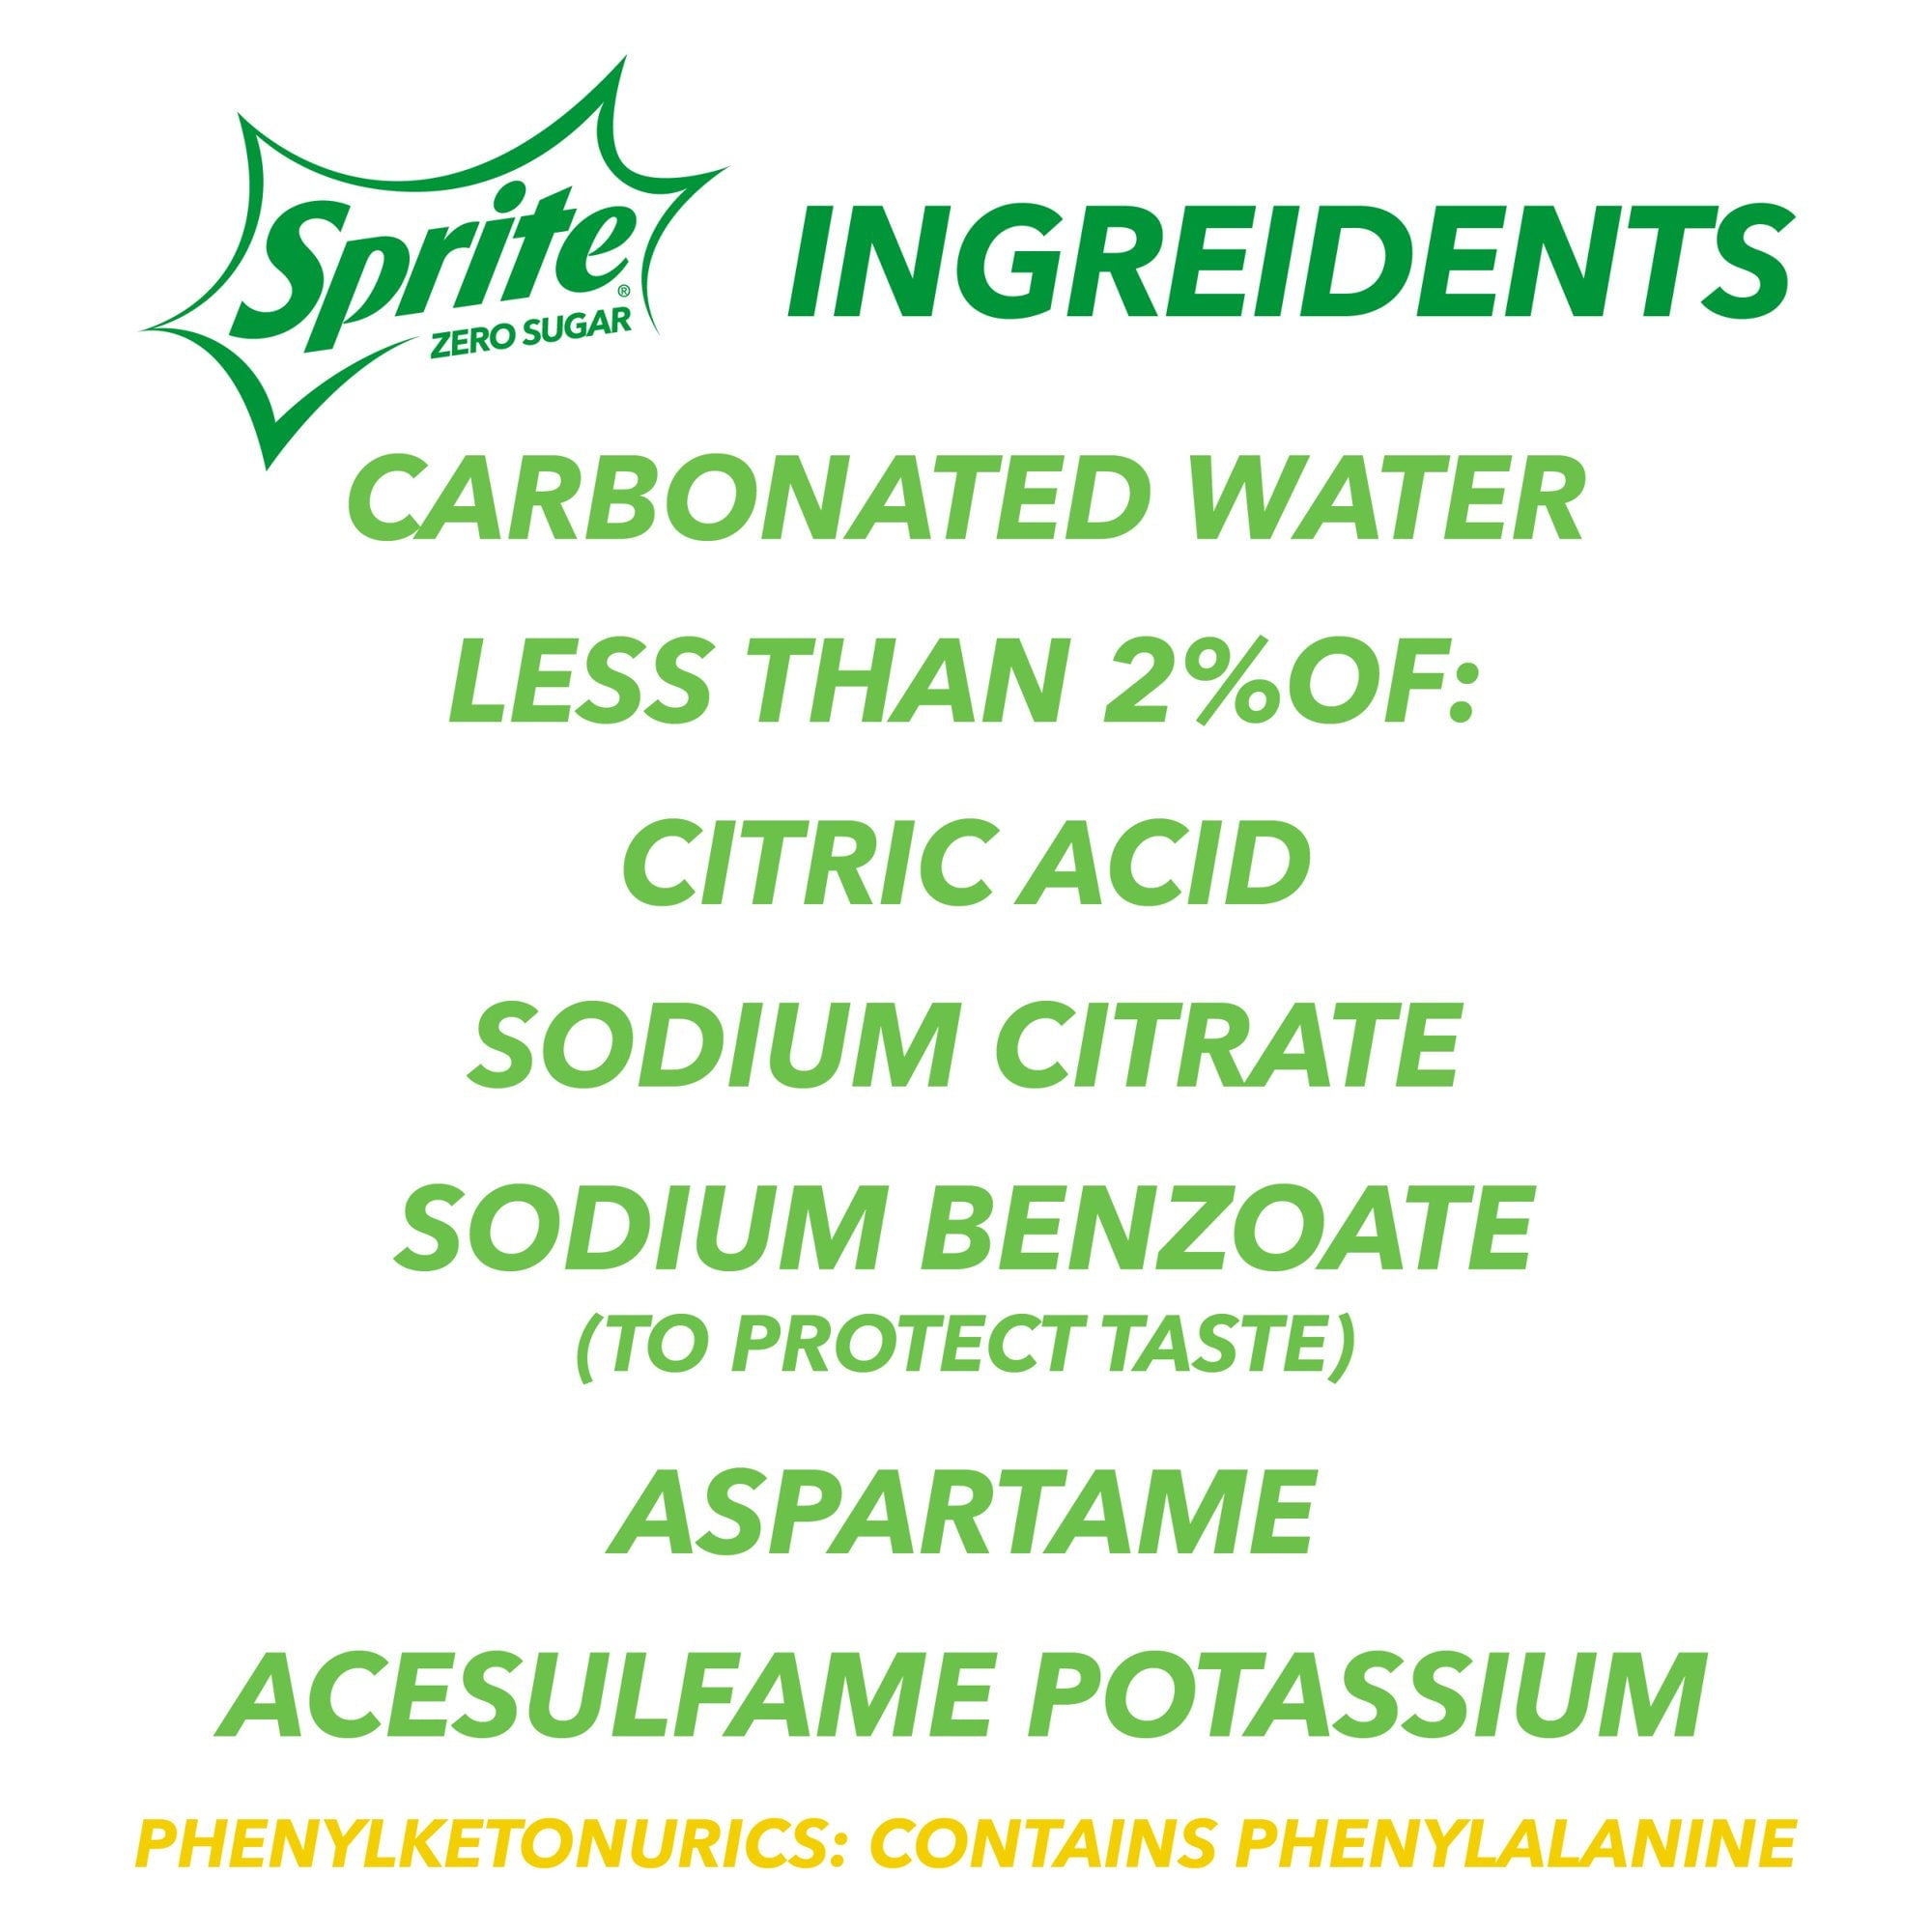 Sprite®
ZERO SUGAR
INGREIDENTS
CARBONATED WATER
LESS THAN 2%OF:
CITRIC ACID
SODIUM CITRATE
SODIUM BENZOATE
(TO PROTECT TASTE)
ASPARTAME
ACESULFAME POTASSIUM
PHENYLKETONURICS: CONTAINS PHENYLALANIINE